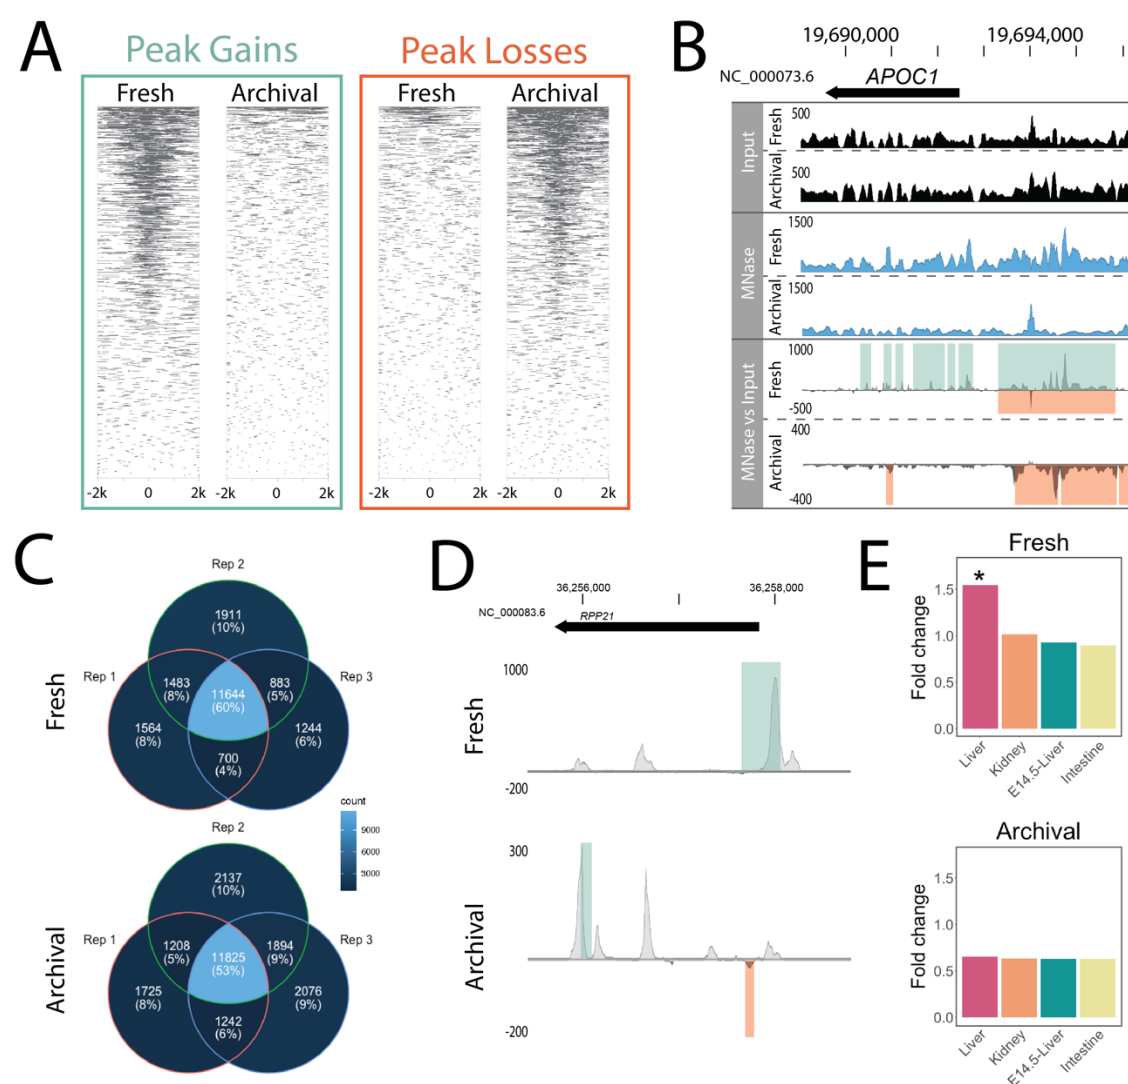 A
Peak Gains
Peak Losses
Fresh
Archival
Fresh
Archival
-2k 0 2k
-2k 0 2k
-2k 0 2k
-2k 0 2k
B
19,690,000
19,694,000
NC_000073.6
APOC1
Input
500
Fresh
500
Archival
MNase
1500
Fresh
1500
Archival
MNase vs Input
1000
Fresh
-500
400
Archival
-400
C
Fresh
Rep 2
Rep 1
Rep 3
1911
(10%)
1483
(8%)
11644
(60%)
883
(5%)
1564
(8%)
1244
(6%)
700
(4%)
count
9000
6000
3000
Archival
Rep 2
Rep 1
Rep 3
2137
(10%)
1208
(5%)
11825
(53%)
1894
(9%)
1725
(8%)
2076
(9%)
1242
(6%)
D
36,256,000
36,258,000
NC_000083.6
RPP21
Fresh
1000
-200
Archival
300
-200
E
Fresh
Fold change
1.5
1.0
0.5
0.0
*
Liver
Kidney
E14.5-Liver
Intestine
Archival
Fold change
1.5
1.0
0.5
0.0
Liver
Kidney
E14.5-Liver
Intestine